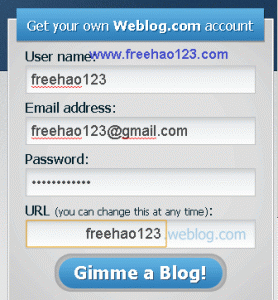 Get your own Weblog.com account
User name: www.freehao123.com
freehao123
Email address:
freehao123@gmail.com
Password:
••••••••••••
URL (you can change this at any time):
freehao123 .weblog.com
Gimme a Blog!